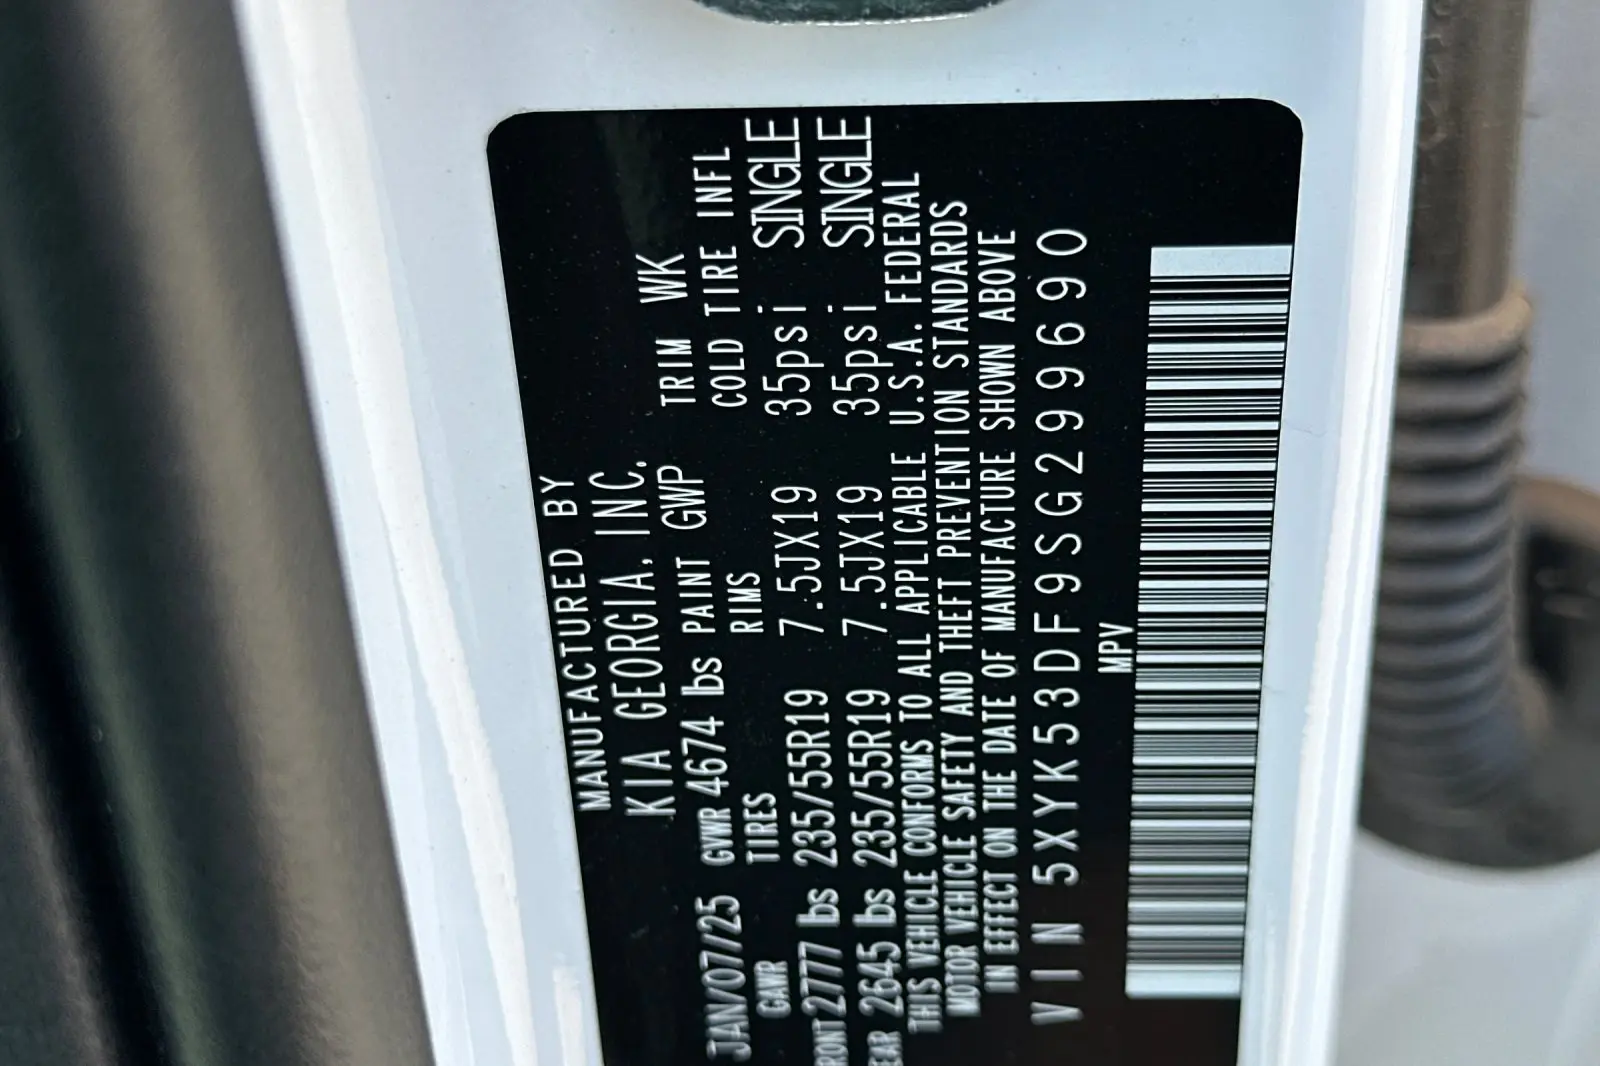 MANUFACTURED BY
KIA GEORGIA, INC.
JAN/07/25 GVWR 4674 lbs PAINT GWP TRIM WK
GAWR TIRES RIMS COLD TIRE INFL
RONT 2777 lbs 235/55R19 7.5JX19 35psi SINGLE
EAR 2645 lbs 235/55R19 7.5JX19 35psi SINGLE
THIS VEHICLE CONFORMS TO ALL APPLICABLE U.S.A. FEDERAL
MOTOR VEHICLE SAFETY AND THEFT PREVENTION STANDARDS
IN EFFECT ON THE DATE OF MANUFACTURE SHOWN ABOVE
VIN 5XYK53DF9SG299690
MPV